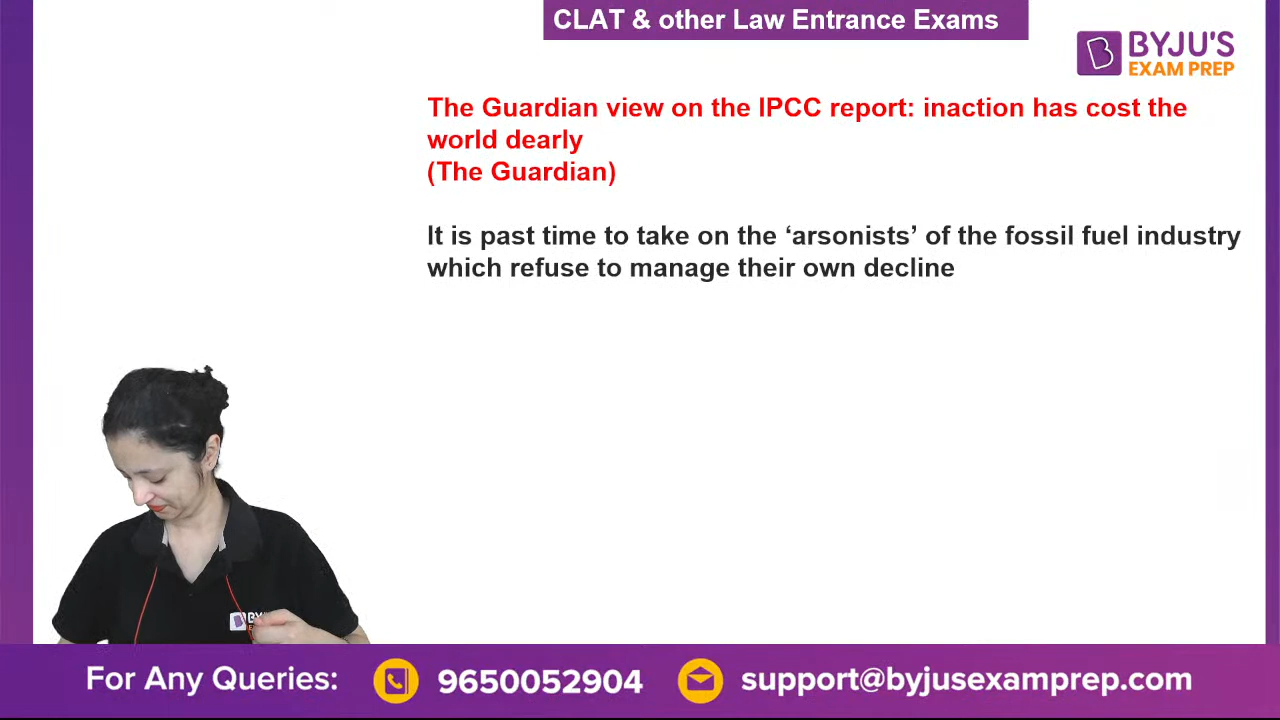 CLAT & other Law Entrance Exams
BYJU'S
EXAM PREP
The Guardian view on the IPCC report: inaction has cost the
world dearly
(The Guardian)
It is past time to take on the ‘arsonists’ of the fossil fuel industry
which refuse to manage their own decline
For Any Queries:
9650052904
support@byjusexamprep.com